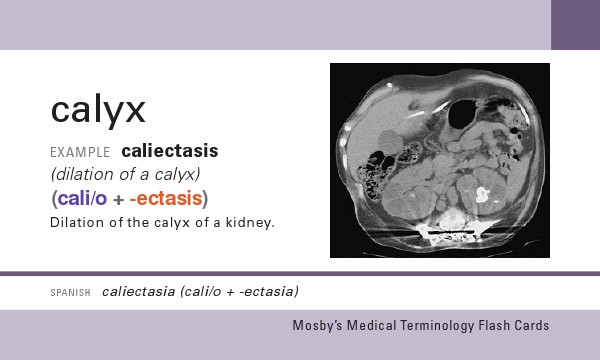 calyx
EXAMPLE caliectasis
(dilation of a calyx)
(cali/o + -ectasis)
Dilation of the calyx of a kidney.
SPANISH caliectasia (cali/o + -ectasia)
Mosby's Medical Terminology Flash Cards